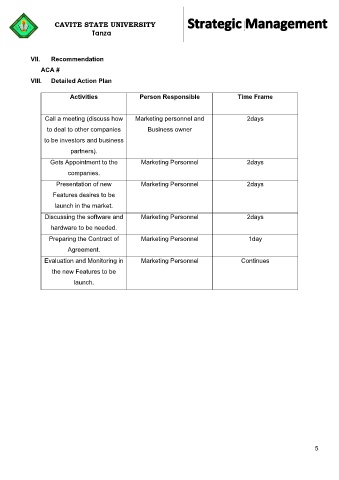 CAVITE STATE UNIVERSITY
Tanza
Strategic Management
VII. Recommendation
ACA #
VIII. Detailed Action Plan
Activities Person Responsible Time Frame
Call a meeting (discuss how Marketing personnel and 2days
to deal to other companies Business owner
to be investors and business
partners).
Gets Appointment to the Marketing Personnel 2days
companies.
Presentation of new Marketing Personnel 2days
Features desires to be
launch in the market.
Discussing the software and Marketing Personnel 2days
hardware to be needed.
Preparing the Contract of Marketing Personnel 1day
Agreement.
Evaluation and Monitoring in Marketing Personnel Continues
the new Features to be
launch.
5